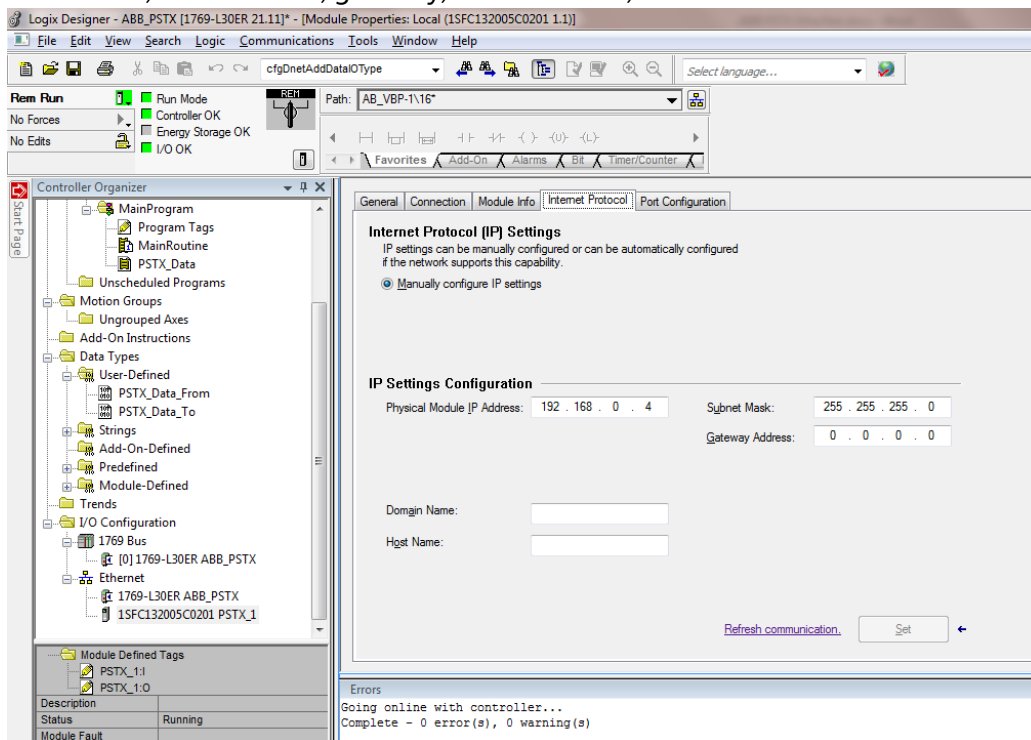 Logix Designer - ABB_PSTX [1769-L30ER 21.11]* - [Module Properties: Local (1SFC132005C0201 1.1)]
File Edit View Search Logic Communications Tools Window Help
cfgDnetAddDataIOType
Select language...
Rem Run
Run Mode
REM
Path: AB_VBP-1\16*
No Forces
Controller OK
Energy Storage OK
No Edits
I/O OK
Favorites Add-On Alarms Bit Timer/Counter
Start Page
Controller Organizer
MainProgram
Program Tags
MainRoutine
PSTX_Data
Unscheduled Programs
Motion Groups
Ungrouped Axes
Add-On Instructions
Data Types
User-Defined
PSTX_Data_From
PSTX_Data_To
Strings
Add-On-Defined
Predefined
Module-Defined
Trends
I/O Configuration
1769 Bus
[0] 1769-L30ER ABB_PSTX
Ethernet
1769-L30ER ABB_PSTX
1SFC132005C0201 PSTX_1
Module Defined Tags
PSTX_1:I
PSTX_1:O
Description
Status Running
Module Fault
General Connection Module Info Internet Protocol Port Configuration
Internet Protocol (IP) Settings
IP settings can be manually configured or can be automatically configured
if the network supports this capability.
Manually configure IP settings
IP Settings Configuration
Physical Module IP Address: 192 . 168 . 0 . 4 Subnet Mask: 255 . 255 . 255 . 0
Gateway Address: 0 . 0 . 0 . 0
Domain Name:
Host Name:
Refresh communication. Set
Errors
Going online with controller...
Complete - 0 error(s), 0 warning(s)